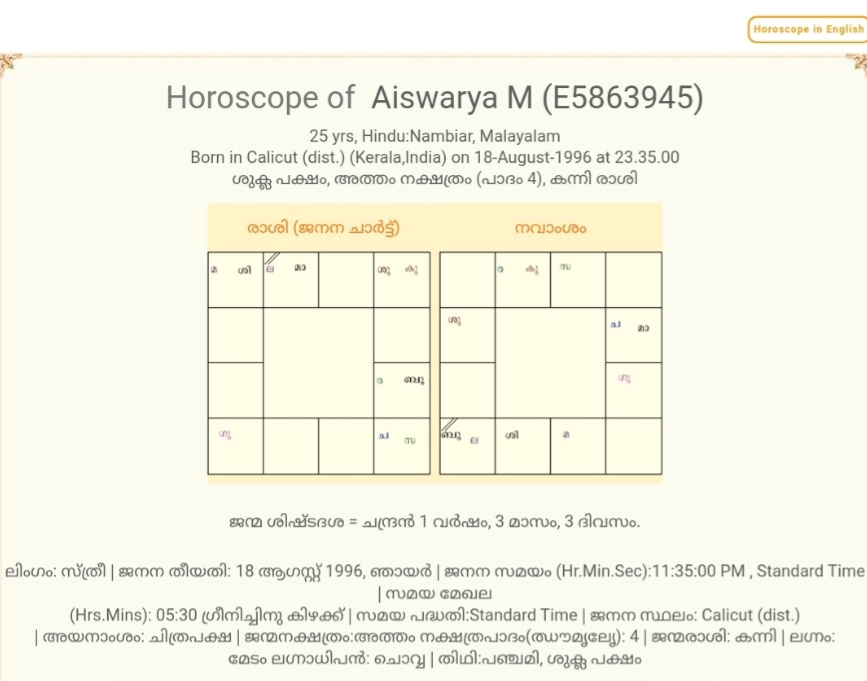 Horoscope in English
Horoscope of Aiswarya M (E5863945)
25 yrs, Hindu:Nambiar, Malayalam
Born in Calicut (dist.) (Kerala,India) on 18-August-1996 at 23.35.00
ശുക്ല പക്ഷം, അത്തം നക്ഷത്രം (പാദം 4), കന്നി രാശി
രാശി (ജനന ചാർട്ട്) നവാംശം
മ ശി ല മാ ശു കു ര കു സ
ശു ച മാ
ര ബു ഗു
ഗു ച സ ബു ല ശി മ
ജന്മ ശിഷ്ടദശ = ചന്ദ്രൻ 1 വർഷം, 3 മാസം, 3 ദിവസം.
ലിംഗം: സ്ത്രീ | ജനന തീയതി: 18 ആഗസ്റ്റ് 1996, ഞായർ | ജനന സമയം (Hr.Min.Sec):11:35:00 PM , Standard Time
| സമയ മേഖല
(Hrs.Mins): 05:30 ഗ്രീനിച്ചിനു കിഴക്ക് | സമയ പദ്ധതി:Standard Time | ജനന സ്ഥലം: Calicut (dist.)
| അയനാംശം: ചിത്രപക്ഷ | ജന്മനക്ഷത്രം:അത്തം നക്ഷത്രപാദം(ഝൗമൃല്യേ): 4 | ജന്മരാശി: കന്നി | ലഗ്നം:
മേടം ലഗ്നാധിപൻ: ചൊവ്വ | തിഥി:പഞ്ചമി, ശുക്ല പക്ഷം